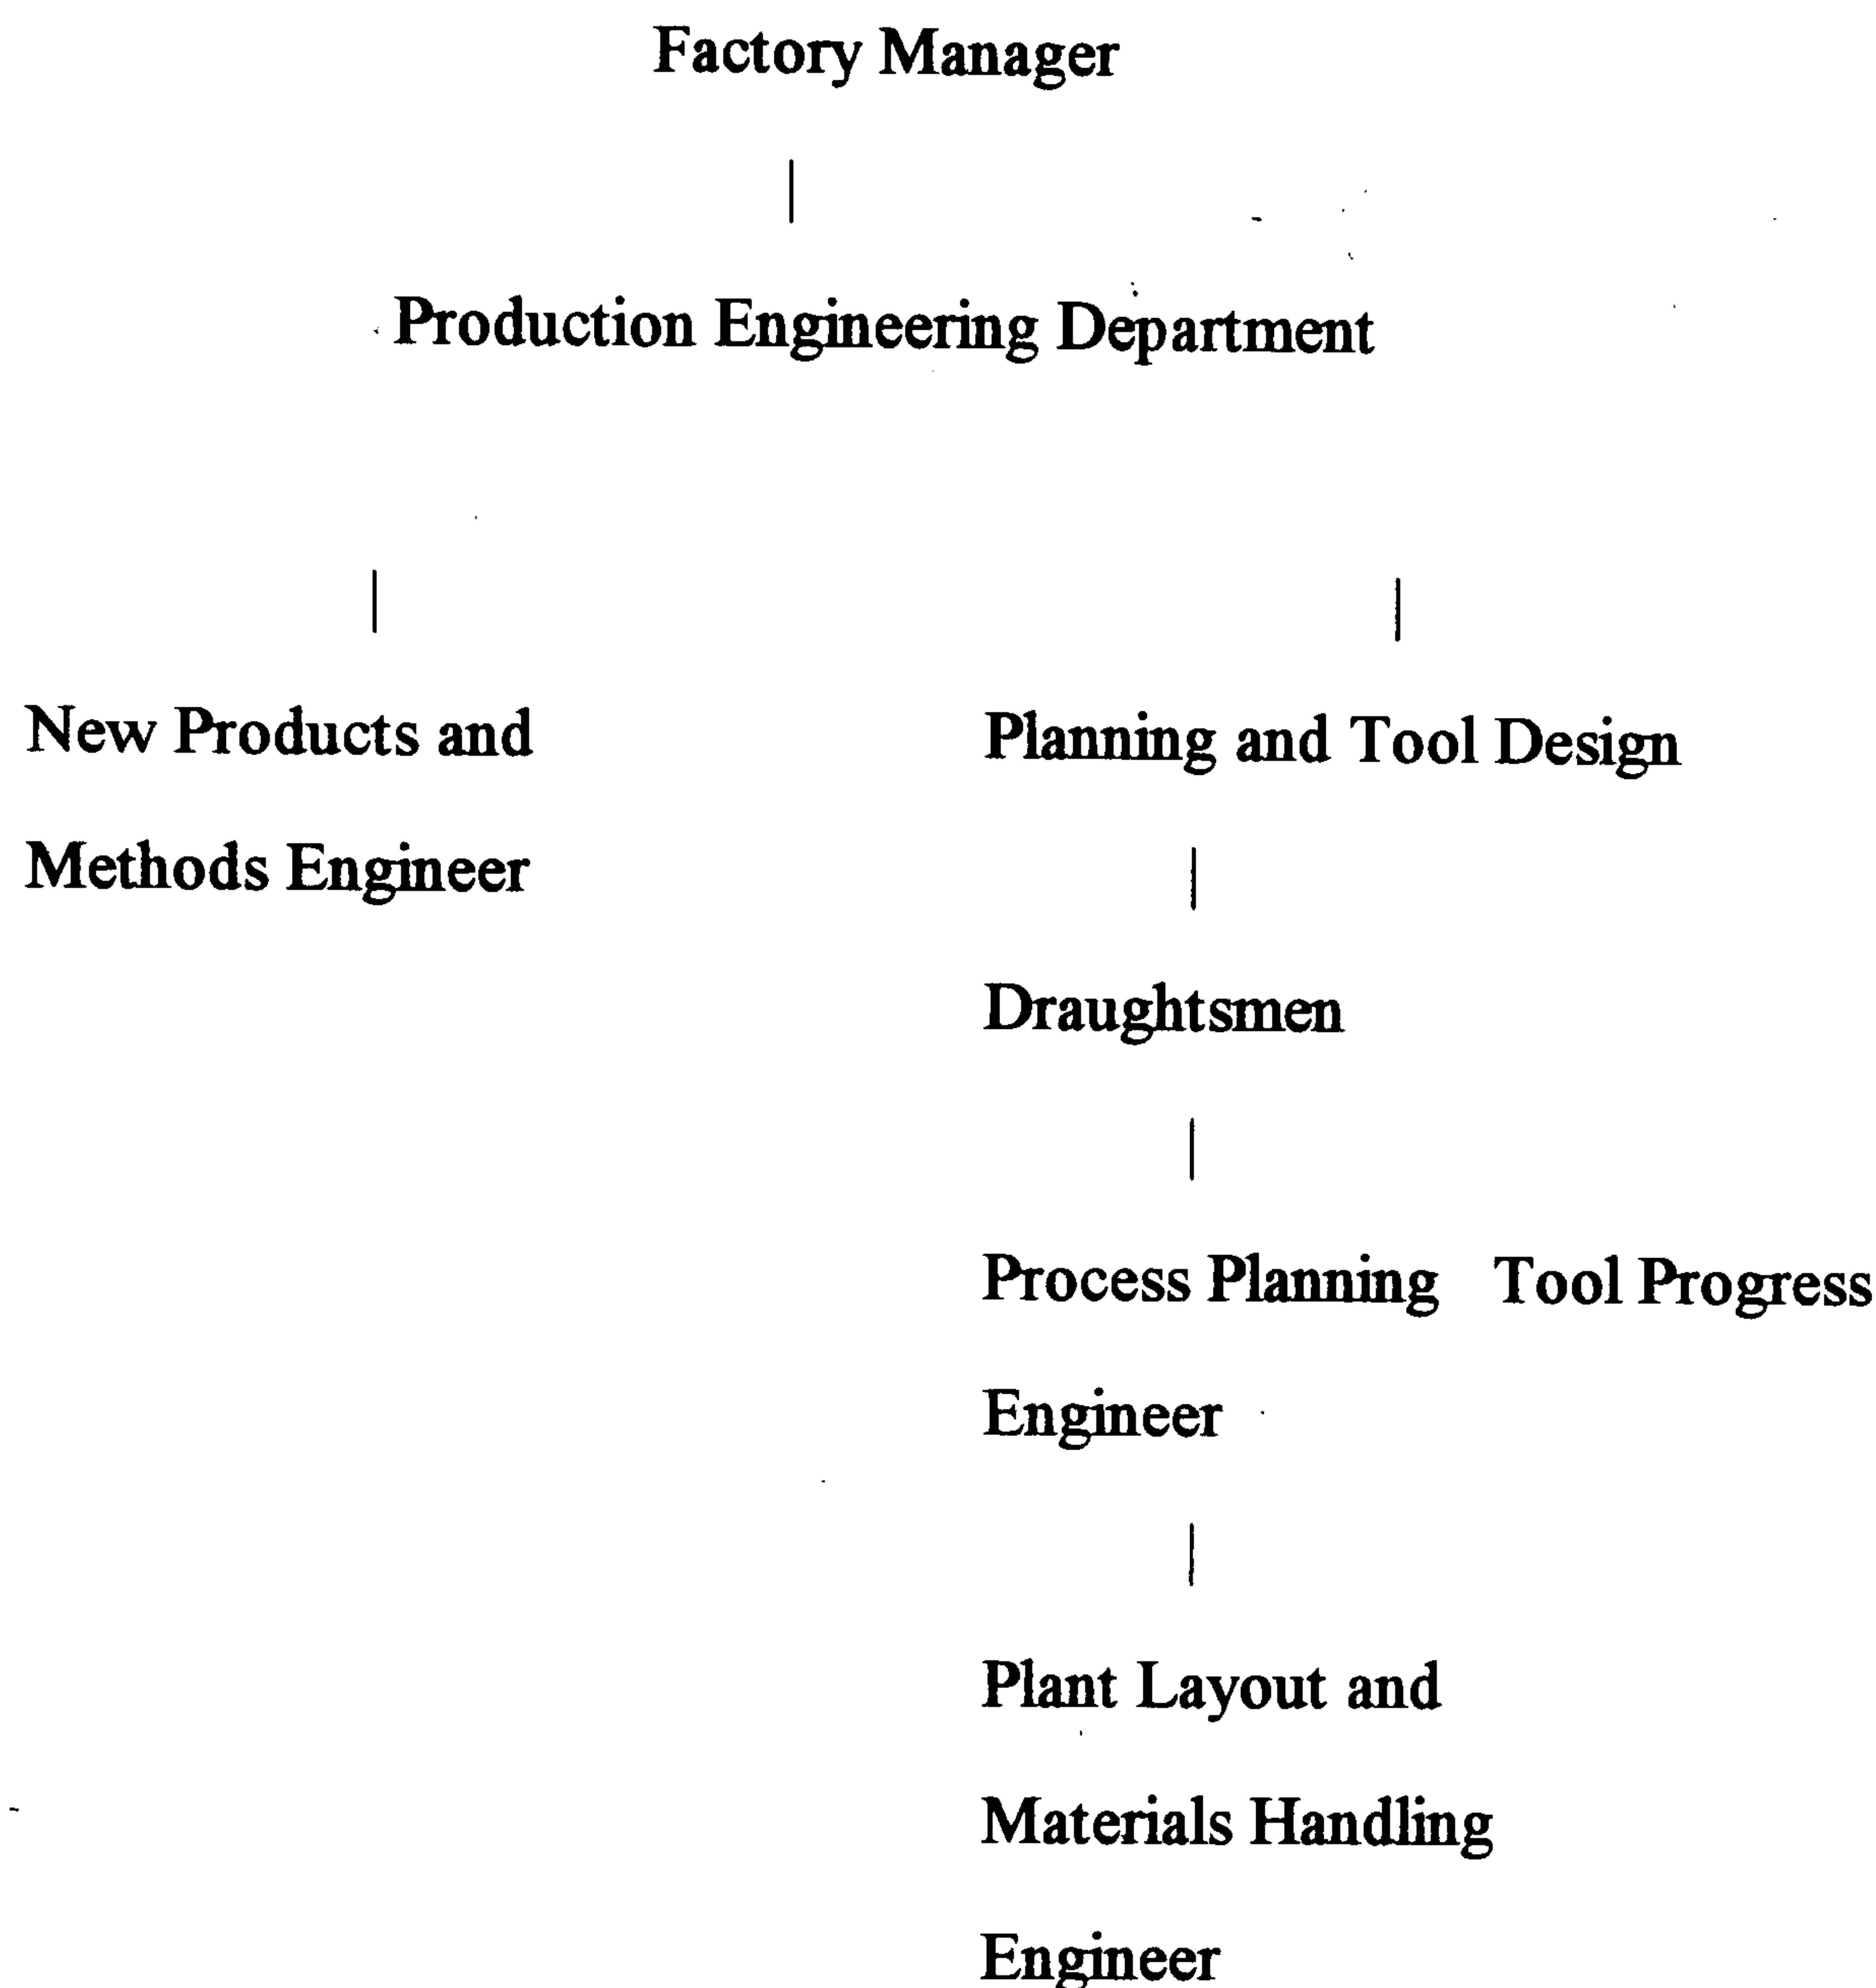 Factory Manager
Production Engineering Department
New Products and
Methods Engineer
Planning and Tool Design
Draughtsmen
Process Planning Tool Progress
Engineer
Plant Layout and
Materials Handling
Engineer